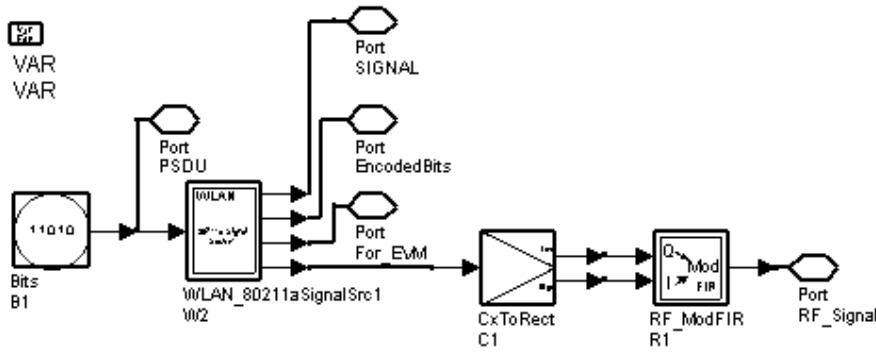 VAR
VAR
Port
SIGNAL
Port
PSDU
Port
EncodedBits
Port
For_EVM
11010
Bits
B1
WLAN
WLAN_80211aSignalSrc1
W2
CxToRect
C1
Q
I
Mod
FIR
RF_ModFIR
R1
Port
RF_Signal